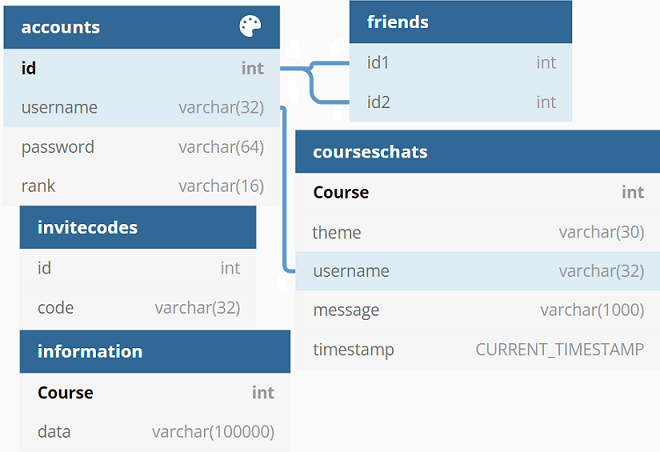 accounts
id int
username varchar(32)
password varchar(64)
rank varchar(16)
friends
id1 int
id2 int
courseschats
Course int
theme varchar(30)
username varchar(32)
message varchar(1000)
timestamp CURRENT_TIMESTAMP
invitecodes
id int
code varchar(32)
information
Course int
data varchar(100000)